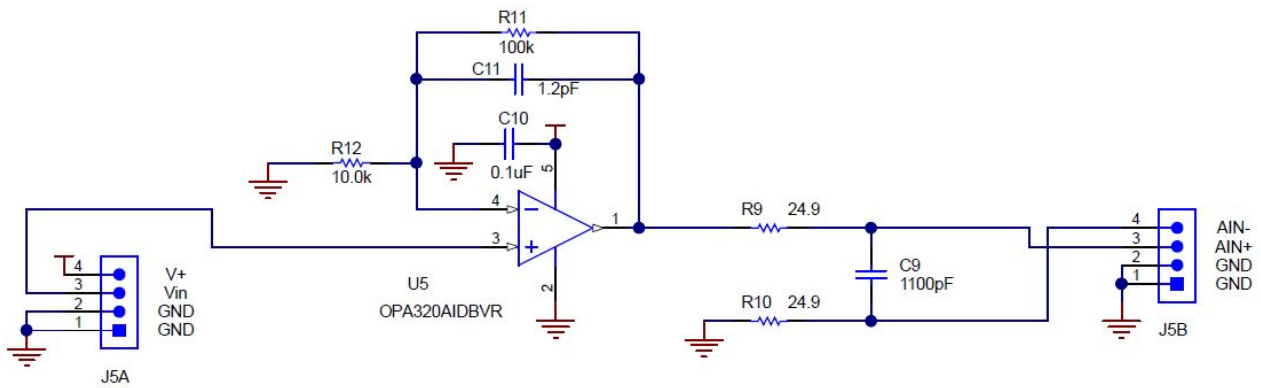 R11
100k
C11
1.2pF
C10
0.1uF
5
R12
10.0k
4
3
1
2
U5
OPA320AIDBVR
R9 24.9
C9
1100pF
R10 24.9
4 V+
3 Vin
2 GND
1 GND
J5A
4 AIN-
3 AIN+
2 GND
1 GND
J5B